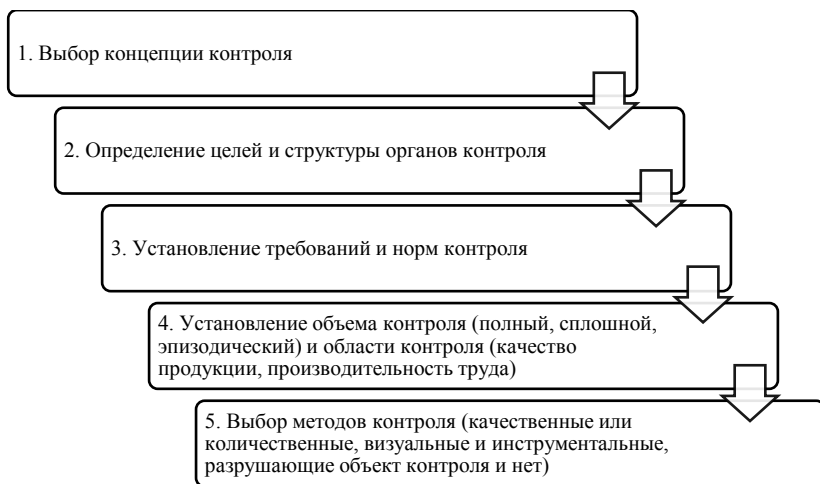 1. Выбор концепции контроля
2. Определение целей и структуры органов контроля
3. Установление требований и норм контроля
4. Установление объема контроля (полный, сплошной,
эпизодический) и области контроля (качество
продукции, производительность труда)
5. Выбор методов контроля (качественные или
количественные, визуальные и инструментальные,
разрушающие объект контроля и нет)